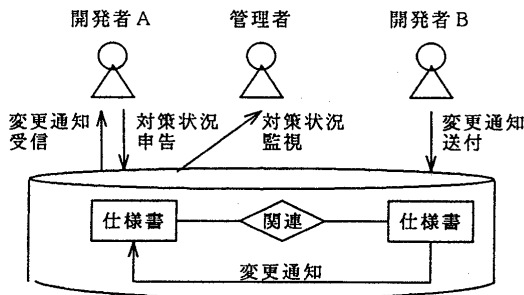 開発者A
管理者
開発者B
変更通知
受信
対策状況
申告
対策状況
監視
変更通知
送付
仕様書
関連
仕様書
変更通知